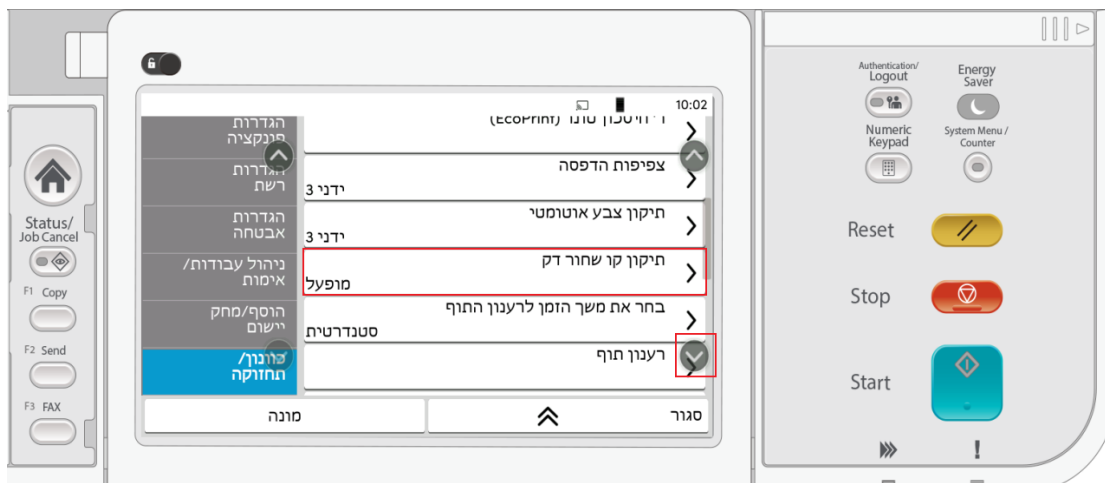 10:02
הגדרות
פונקציה
הגדרות
רשת
הגדרות
אבטחה
ניהול עבודות/
אימות
הוסף/מחק
יישום
כוונון/
תחזוקה
חיסכון טונר (EcoPrint)
צפיפות הדפסה
ידני 3
תיקון צבע אוטומטי
ידני 3
תיקון קו שחור דק
מופעל
בחר את משך הזמן לרענון התוף
סטנדרטית
רענון תוף
מונה
סגור
Status/
Job Cancel
F1 Copy
F2 Send
F3 FAX
Authentication/
Logout
Energy
Saver
Numeric
Keypad
System Menu /
Counter
Reset
Stop
Start